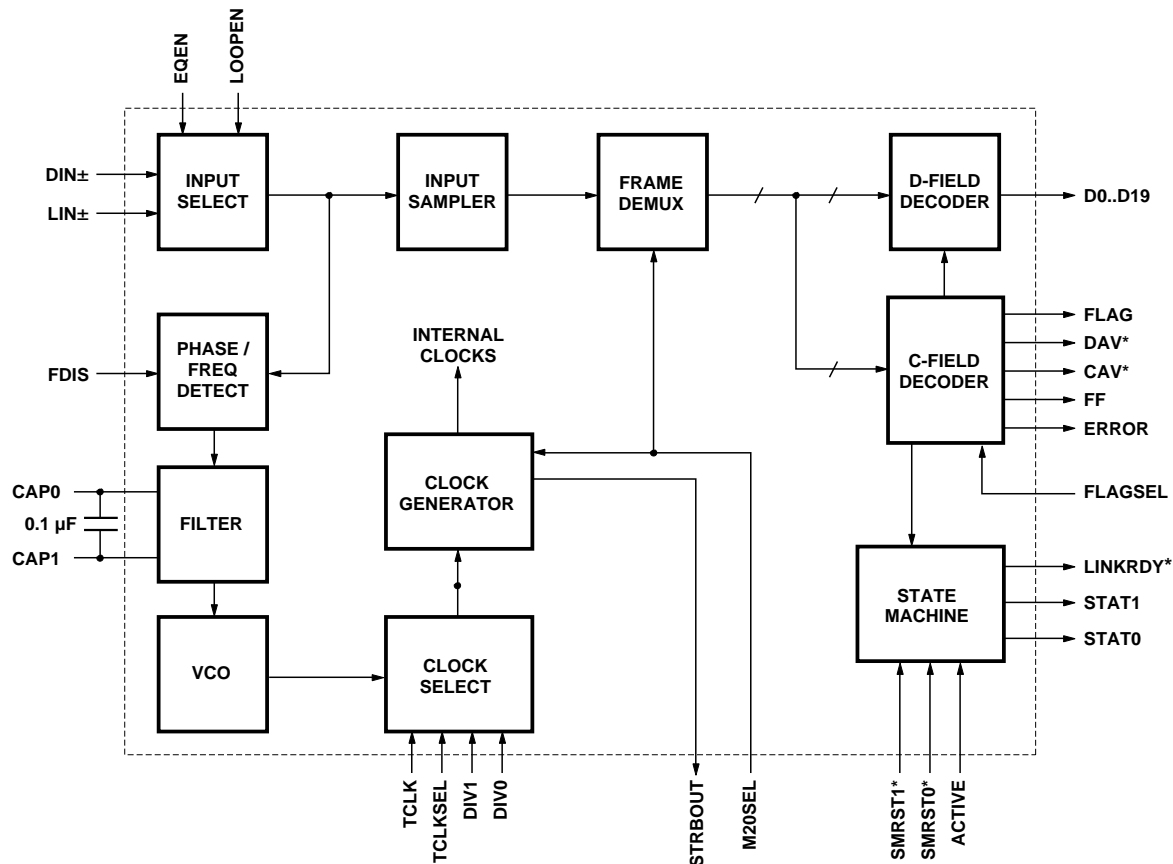 EQEN
LOOPEN
DIN±
LIN±
INPUT
SELECT
INPUT
SAMPLER
FRAME
DEMUX
D-FIELD
DECODER
D0..D19
FDIS
PHASE /
FREQ
DETECT
INTERNAL
CLOCKS
C-FIELD
DECODER
FLAG
DAV*
CAV*
FF
ERROR
CAP0
0.1 µF
CAP1
FILTER
CLOCK
GENERATOR
FLAGSEL
VCO
CLOCK
SELECT
STATE
MACHINE
LINKRDY*
STAT1
STAT0
TCLK
TCLKSEL
DIV1
DIV0
STRBOUT
M20SEL
SMRST1*
SMRST0*
ACTIVE